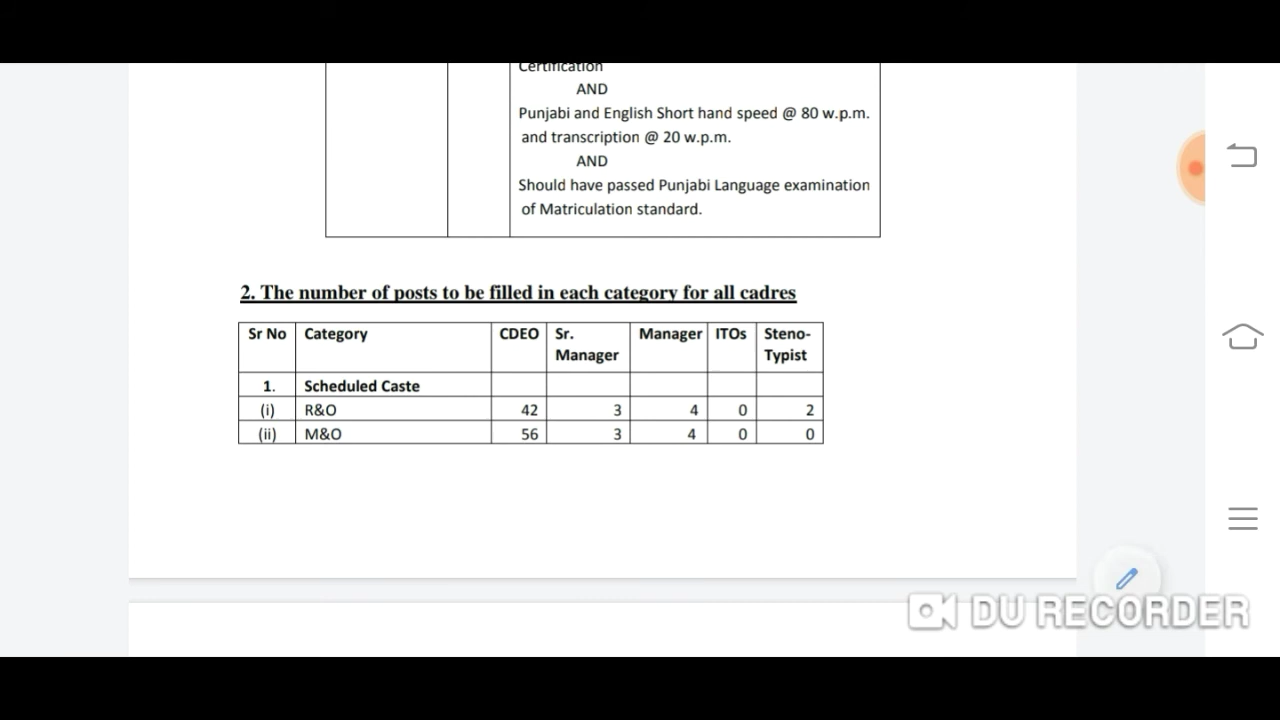 Certification
AND
Punjabi and English Short hand speed @ 80 w.p.m.
and transcription @ 20 w.p.m.
AND
Should have passed Punjabi Language examination
of Matriculation standard.
2. The number of posts to be filled in each category for all cadres
Sr No Category CDEO Sr. Manager Manager ITOs Steno-Typist
1. Scheduled Caste
(i) R&O 42 3 4 0 2
(ii) M&O 56 3 4 0 0
DU RECORDER